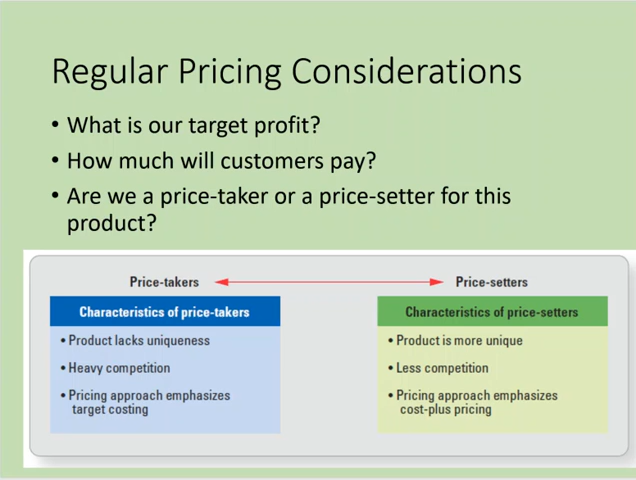 Regular Pricing Considerations
• What is our target profit?
• How much will customers pay?
• Are we a price-taker or a price-setter for this
product?
Price-takers
Price-setters
Characteristics of price-takers
• Product lacks uniqueness
• Heavy competition
• Pricing approach emphasizes
target costing
Characteristics of price-setters
• Product is more unique
• Less competition
• Pricing approach emphasizes
cost-plus pricing